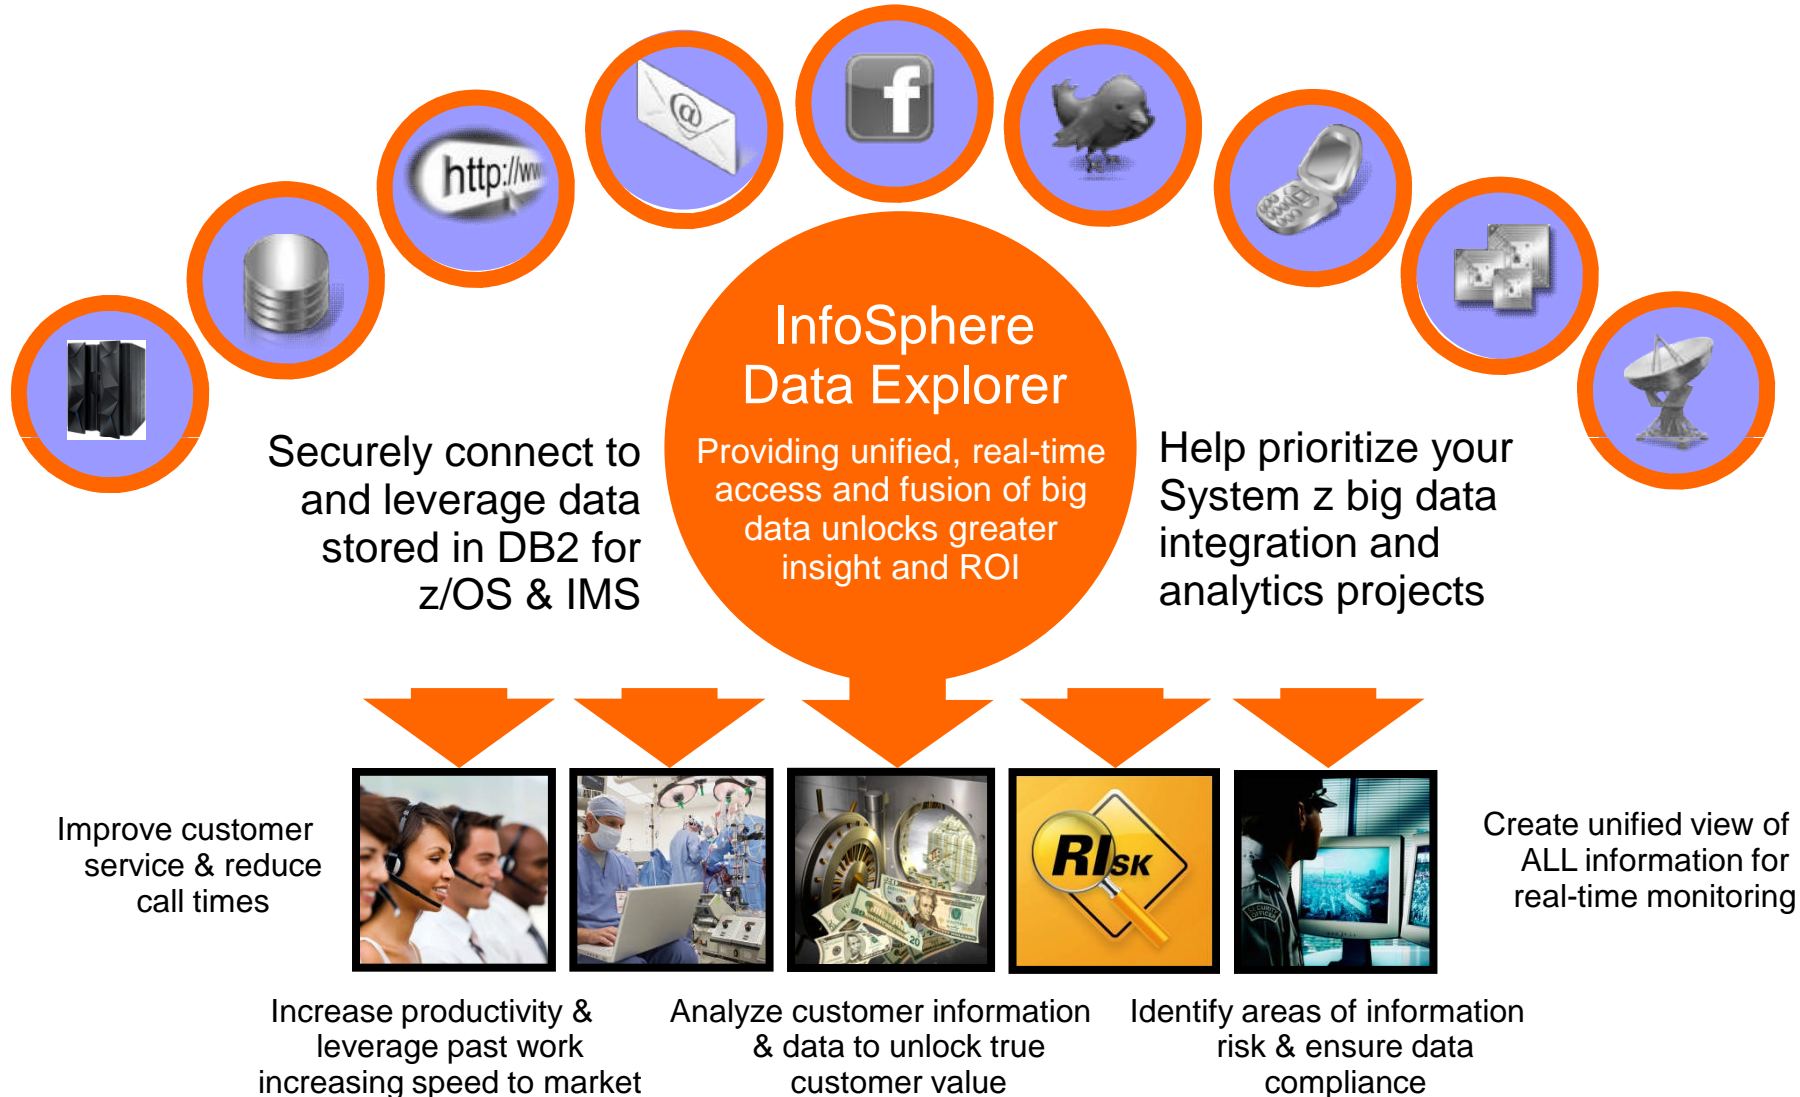 http://ww
@
f
InfoSphere
Data Explorer
Providing unified, real-time
access and fusion of big
data unlocks greater
insight and ROI
Securely connect to
and leverage data
stored in DB2 for
z/OS & IMS
Help prioritize your
System z big data
integration and
analytics projects
Improve customer
service & reduce
call times
RISK
SECURITY
OFFICER
20
Create unified view of
ALL information for
real-time monitoring
Increase productivity &
leverage past work
increasing speed to market
Analyze customer information
& data to unlock true
customer value
Identify areas of information
risk & ensure data
compliance